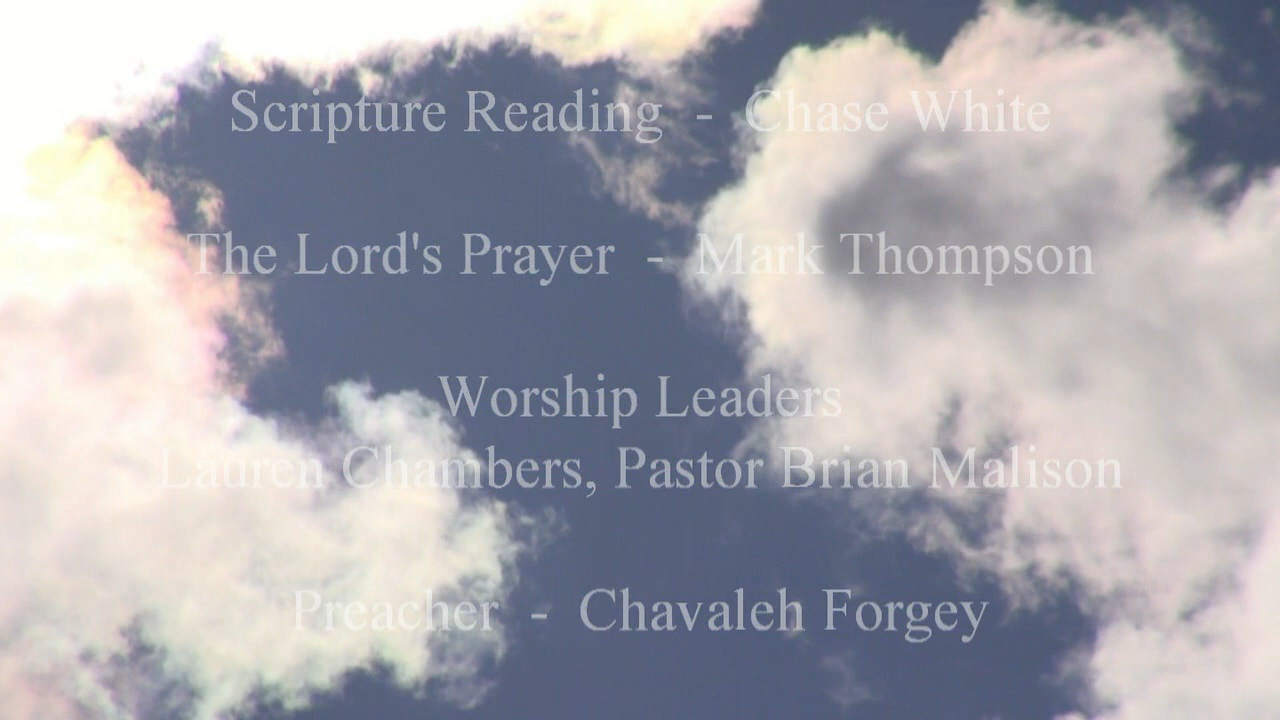 Scripture Reading - Chase White
The Lord's Prayer - Mark Thompson
Worship Leaders
Lauren Chambers, Pastor Brian Malison
Preacher - Chavaleh Forgey